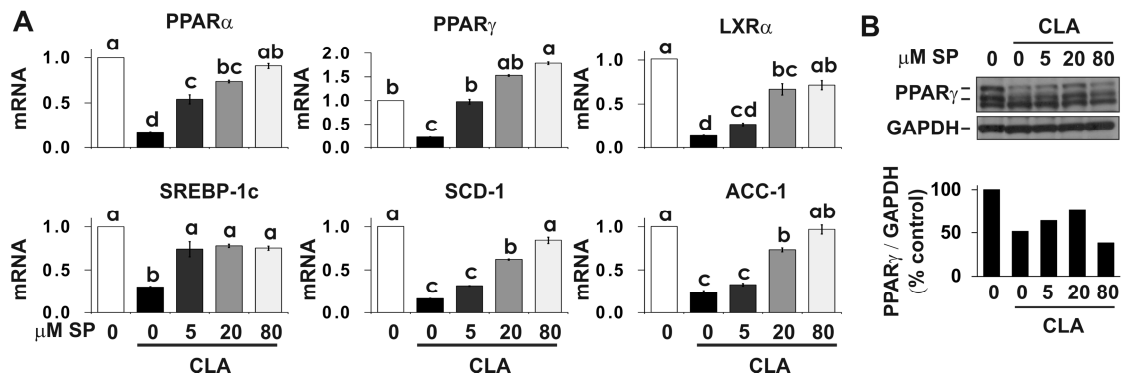 A
PPARα
mRNA
1.0
0.5
0.0
a
d
c
bc
ab
PPARγ
mRNA
2.0
1.5
1.0
0.5
0.0
b
c
b
ab
a
LXRα
mRNA
1.0
0.5
0.0
a
d
cd
bc
ab
SREBP-1c
mRNA
1.0
0.5
0.0
a
b
a
a
a
μM SP 0 0 5 20 80
CLA
SCD-1
mRNA
1.0
0.5
0.0
a
c
c
b
a
0 0 5 20 80
CLA
ACC-1
mRNA
1.0
0.5
0.0
a
c
c
b
ab
0 0 5 20 80
CLA
B
CLA
μM SP 0 0 5 20 80
PPARγ
GAPDH
PPARγ / GAPDH
(% control)
100
50
0
0 0 5 20 80
CLA